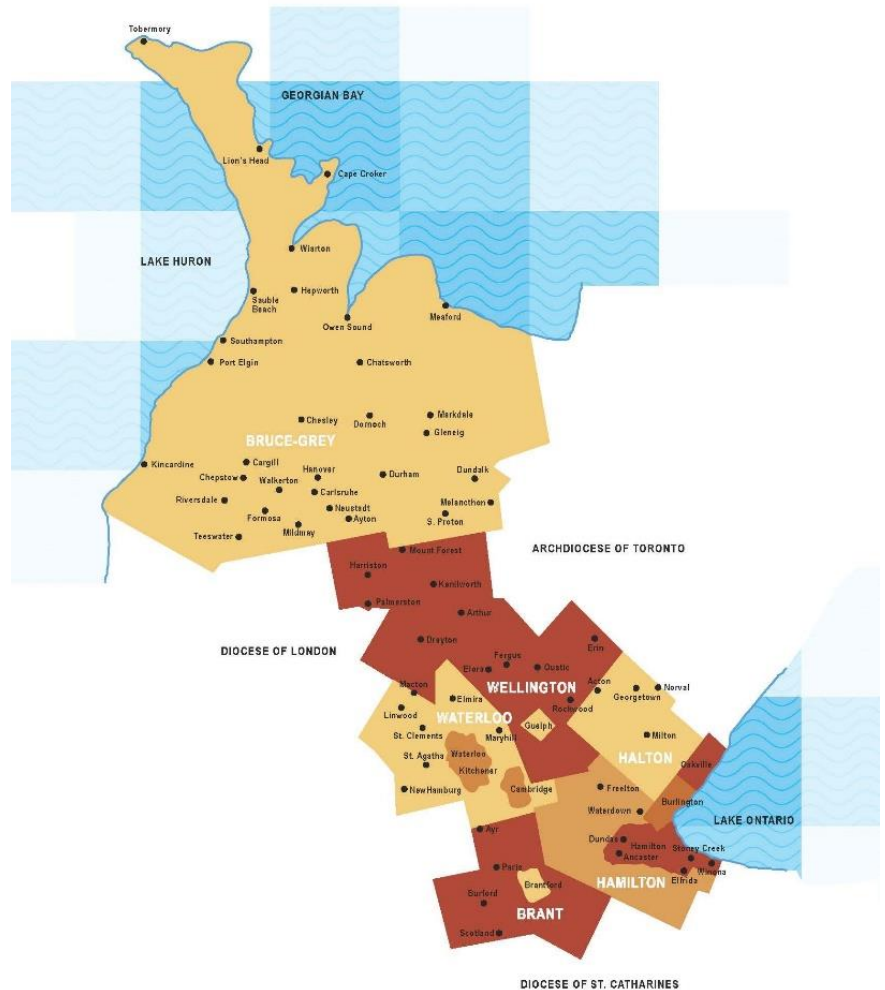 Tobermory
GEORGIAN BAY
Lion's Head
Cape Croker
Wiarton
LAKE HURON
Hepworth
Sauble
Beach
Meaford
Owen Sound
Southampton
Port Elgin
Chatsworth
Markdale
Chesley
Dornoch
Glenelg
BRUCE-GREY
Kincardine
Cargill
Hanover
Dundalk
Chepstow
Walkerton
Durham
Carlsruhe
Riversdale
Neustadt
Melancthon
Formosa
Ayton
S. Proton
Mildmay
Teeswater
Mount Forest
ARCHDIOCESE OF TORONTO
Harriston
Kenilworth
Palmerston
Arthur
Drayton
Erin
DIOCESE OF LONDON
Fergus
Elora
Oustic
Macton
WELLINGTON
Acton
Norval
Elmira
Georgetown
Linwood
Rockwood
WATERLOO
Guelph
St. Clements
Maryhill
Milton
Waterloo
HALTON
St. Agatha
Oakville
Kitchener
New Hamburg
Cambridge
Freelton
Burlington
Waterdown
LAKE ONTARIO
Ayr
Dundas
Hamilton
Stoney Creek
Ancaster
Winona
Paris
Elfrida
Brantford
HAMILTON
Burford
BRANT
Scotland
DIOCESE OF ST. CATHARINES